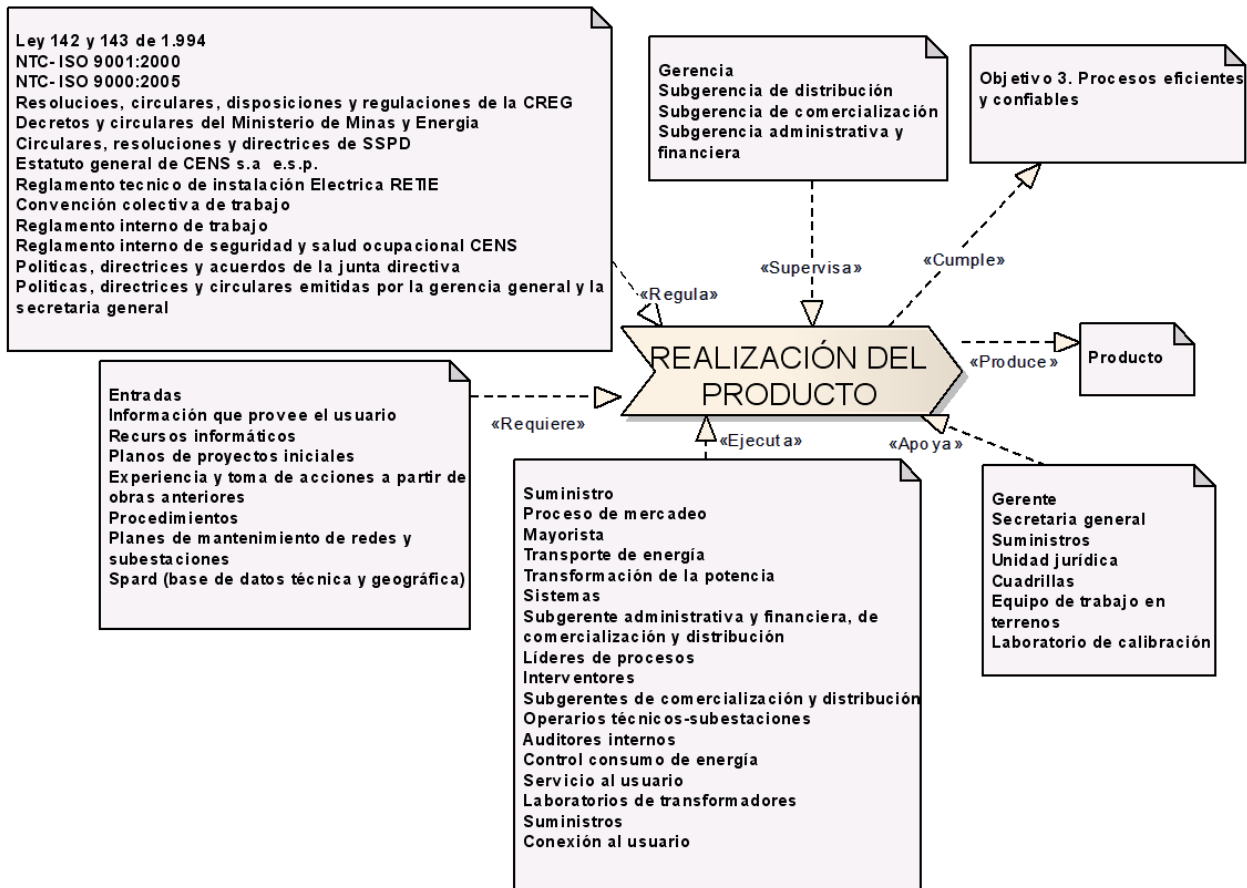 Ley 142 y 143 de 1.994
NTC- ISO 9001:2000
NTC- ISO 9000:2005
Resolucioes, circulares, disposiciones y regulaciones de la CREG
Decretos y circulares del Ministerio de Minas y Energia
Circulares, resoluciones y directrices de SSPD
Estatuto general de CENS s.a e.s.p.
Reglamento tecnico de instalación Electrica RETIE
Convención colectiva de trabajo
Reglamento interno de trabajo
Reglamento interno de seguridad y salud ocupacional CENS
Politicas, directrices y acuerdos de la junta directiva
Politicas, directrices y circulares emitidas por la gerencia general y la
secretaria general
Gerencia
Subgerencia de distribución
Subgerencia de comercialización
Subgerencia administrativa y
financiera
Objetivo 3. Procesos eficientes
y confiables
«Regula»
«Supervisa»
«Cumple»
REALIZACIÓN DEL
PRODUCTO
«Produce»
Producto
Entradas
Información que provee el usuario
Recursos informáticos
Planos de proyectos iniciales
Experiencia y toma de acciones a partir de
obras anteriores
Procedimientos
Planes de mantenimiento de redes y
subestaciones
Spard (base de datos técnica y geográfica)
«Requiere»
«Ejecuta»
«Apoya»
Suministro
Proceso de mercadeo
Mayorista
Transporte de energía
Transformación de la potencia
Sistemas
Subgerente administrativa y financiera, de
comercialización y distribución
Líderes de procesos
Interventores
Subgerentes de comercialización y distribución
Operarios técnicos-subestaciones
Auditores internos
Control consumo de energía
Servicio al usuario
Laboratorios de transformadores
Suministros
Conexión al usuario
Gerente
Secretaria general
Suministros
Unidad jurídica
Cuadrillas
Equipo de trabajo en
terrenos
Laboratorio de calibración